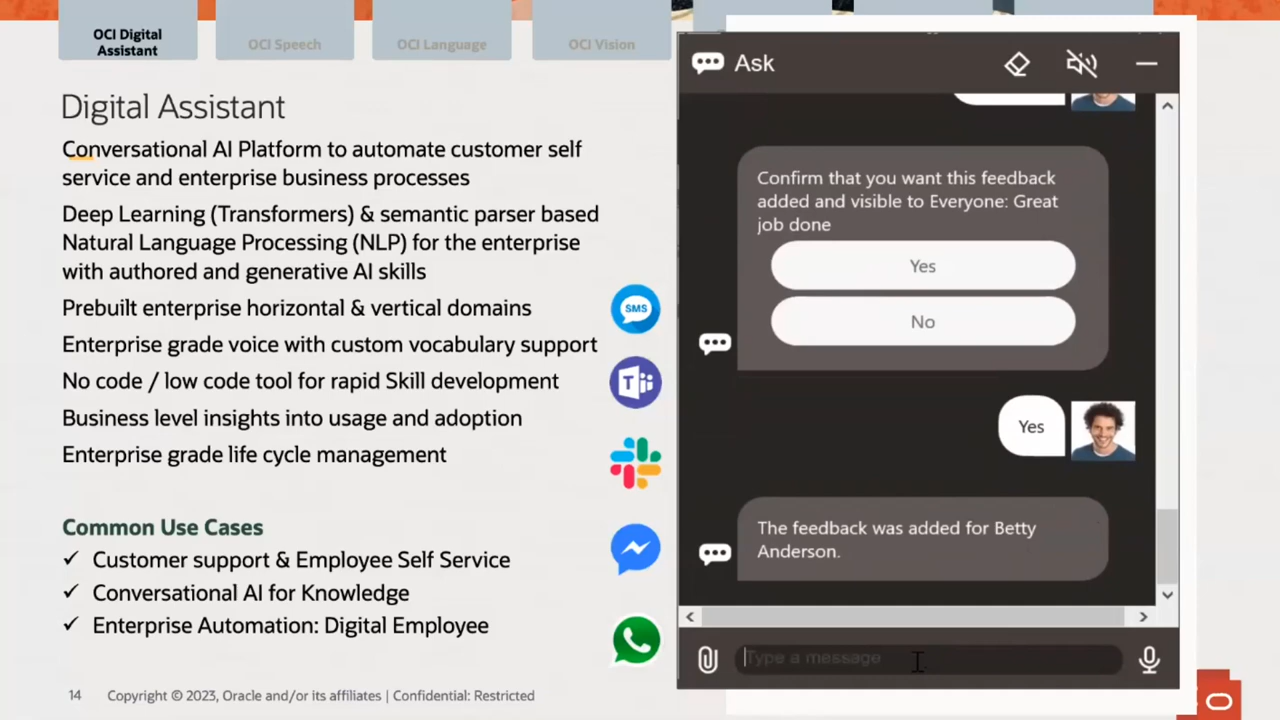 OCI Digital
Assistant
OCI Speech
OCI Language
OCI Vision
Digital Assistant
Conversational AI Platform to automate customer self
service and enterprise business processes
Deep Learning (Transformers) & semantic parser based
Natural Language Processing (NLP) for the enterprise
with authored and generative AI skills
Prebuilt enterprise horizontal & vertical domains
Enterprise grade voice with custom vocabulary support
No code / low code tool for rapid Skill development
Business level insights into usage and adoption
Enterprise grade life cycle management
Common Use Cases
✓ Customer support & Employee Self Service
✓ Conversational AI for Knowledge
✓ Enterprise Automation: Digital Employee
SMS
T
Ask
Confirm that you want this feedback
added and visible to Everyone: Great
job done
Yes
No
Yes
The feedback was added for Betty
Anderson.
Type a message
14 Copyright © 2023, Oracle and/or its affiliates | Confidential: Restricted